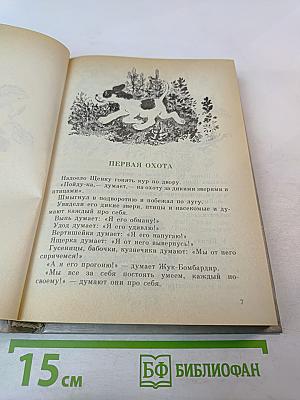 ПЕРВАЯ ОХОТА
Надоело Щенку гонять кур по двору.
«Пойду-ка,— думает,— на охоту за дикими зверями и
птицами».
Шмыгнул в подворотню и побежал по лугу.
Увидели его дикие звери, птицы и насекомые и ду-
мают каждый про себя.
Выпь думает: «Я его обману!»
Удод думает: «Я его удивлю!»
Вертишейка думает: «Я его напугаю!»
Ящерка думает: «Я от него вывернусь!»
Гусеницы, бабочки, кузнечики думают: «Мы от него
спрячемся!»
«А я его прогоню!» — думает Жук-Бомбардир.
«Мы все за себя постоять умеем, каждый по-
своему!» — думают они про себя.
7
15 см
БФ БИБЛИОФАН